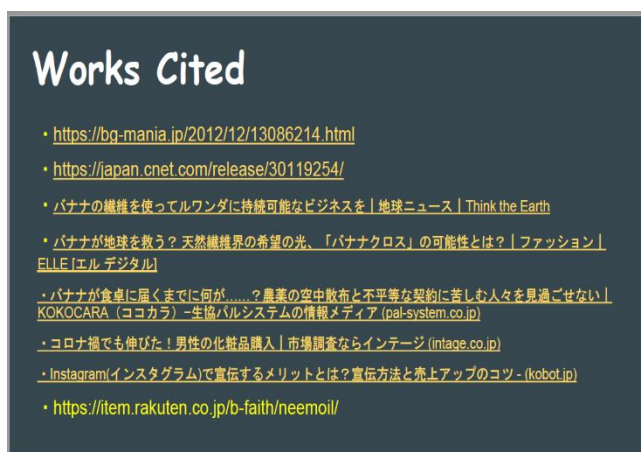 Works Cited
・https://bg-mania.jp/2012/12/13086214.html
・https://japan.cnet.com/release/30119254/
・バナナの繊維を使ってルワンダに持続可能なビジネスを | 地球ニュース | Think the Earth
・バナナが地球を救う? 天然繊維界の希望の光、「バナナクロス」の可能性とは? | ファッション |
ELLE [エル デジタル]
・バナナが食卓に届くまでに何が……?農薬の空中散布と不平等な契約に苦しむ人々を見過ごせない |
KOKOCARA(ココカラ)−生協パルシステムの情報メディア (pal-system.co.jp)
・コロナ禍でも伸びた!男性の化粧品購入 | 市場調査ならインテージ (intage.co.jp)
・Instagram(インスタグラム)で宣伝するメリットとは?宣伝方法と売上アップのコツ - (kobot.jp)
・https://item.rakuten.co.jp/b-faith/neemoil/